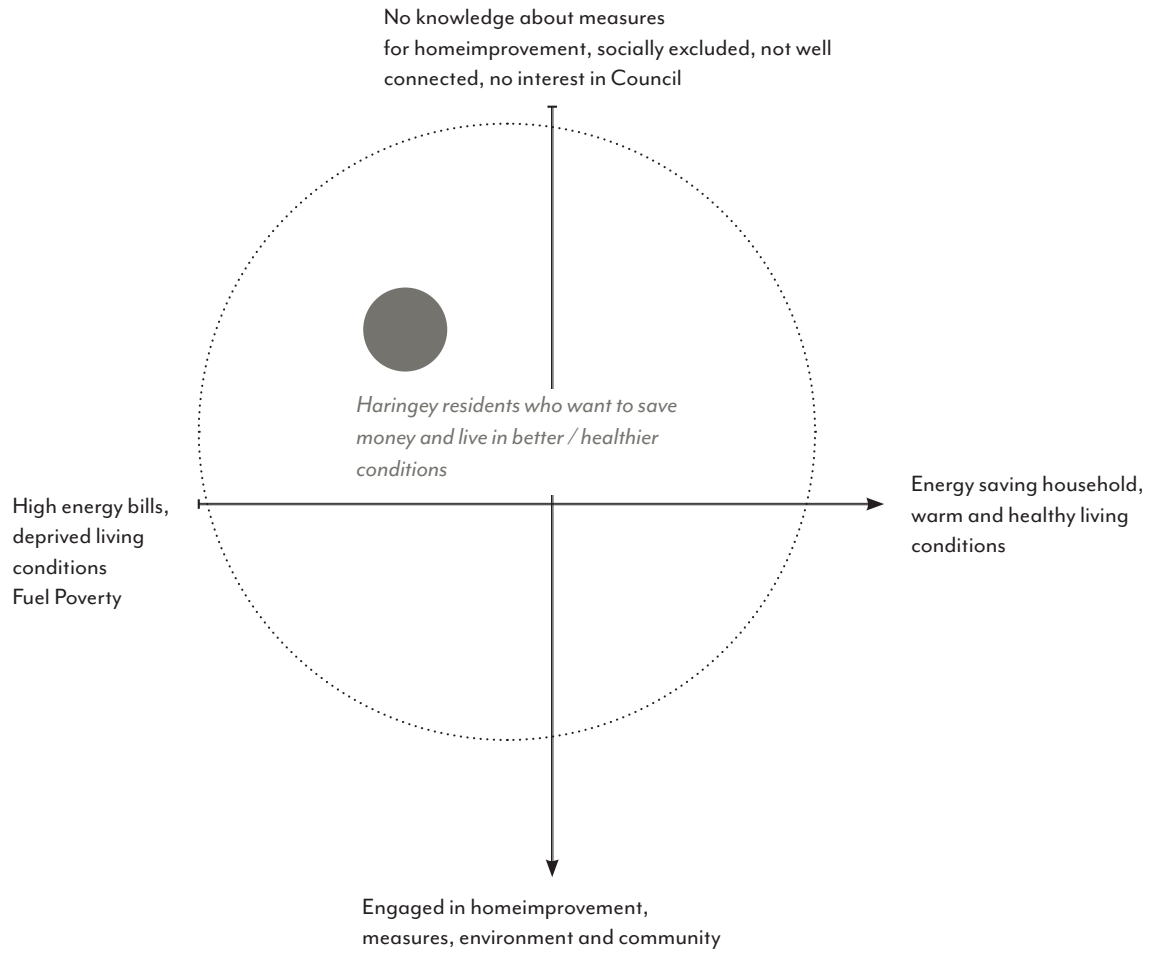 No knowledge about measures
for homeimprovement, socially excluded, not well
connected, no interest in Council
Haringey residents who want to save
money and live in better / healthier
conditions
High energy bills,
deprived living
conditions
Fuel Poverty
Energy saving household,
warm and healthy living
conditions
Engaged in homeimprovement,
measures, environment and community